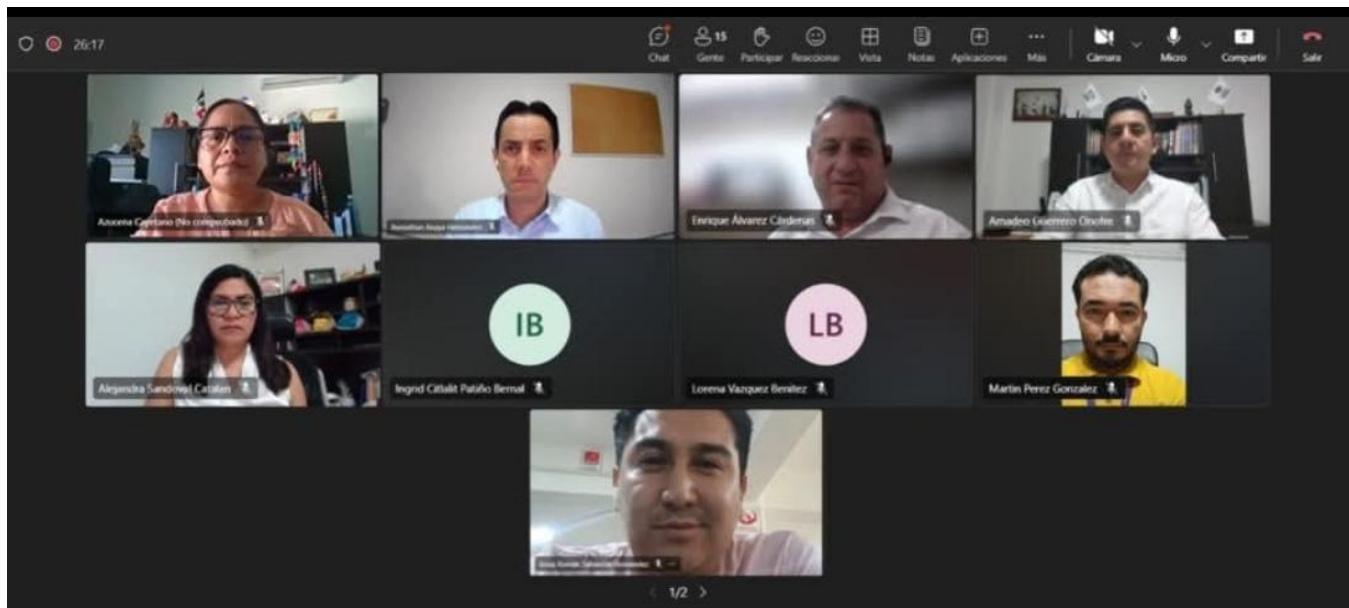 26:17
Chat
15
Gente
Participar
Reaccionar
Vista
Notas
Aplicaciones
Más
Cámara
Micro
Compartir
Salir
Azucena Cayetano (No comprobado)
Enrique Álvarez Cárdenas
Amadeo Guerrero Onofre
Alejandra Sandoval Catalan
IB
Ingrid Citlalit Patiño Bernal
LB
Lorena Vazquez Benitez
Martin Perez Gonzalez
1/2